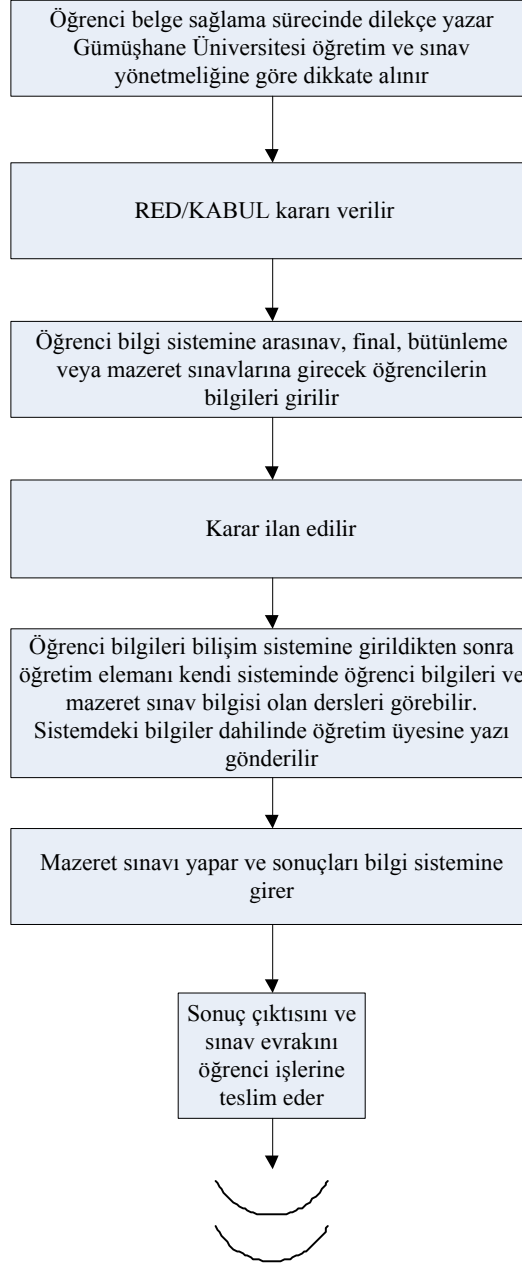 Öğrenci belge sağlama sürecinde dilekçe yazar
Gümüşhane Üniversitesi öğretim ve sınav
yönetmeliğine göre dikkate alınır
RED/KABUL kararı verilir
Öğrenci bilgi sistemine arasınav, final, bütünleme
veya mazeret sınavlarına girecek öğrencilerin
bilgileri girilir
Karar ilan edilir
Öğrenci bilgileri bilişim sistemine girildikten sonra
öğretim elemanı kendi sisteminde öğrenci bilgileri ve
mazeret sınav bilgisi olan dersleri görebilir.
Sistemdeki bilgiler dahilinde öğretim üyesine yazı
gönderilir
Mazeret sınavı yapar ve sonuçları bilgi sistemine
girer
Sonuç çıktısını ve
sınav evrakını
öğrenci işlerine
teslim eder